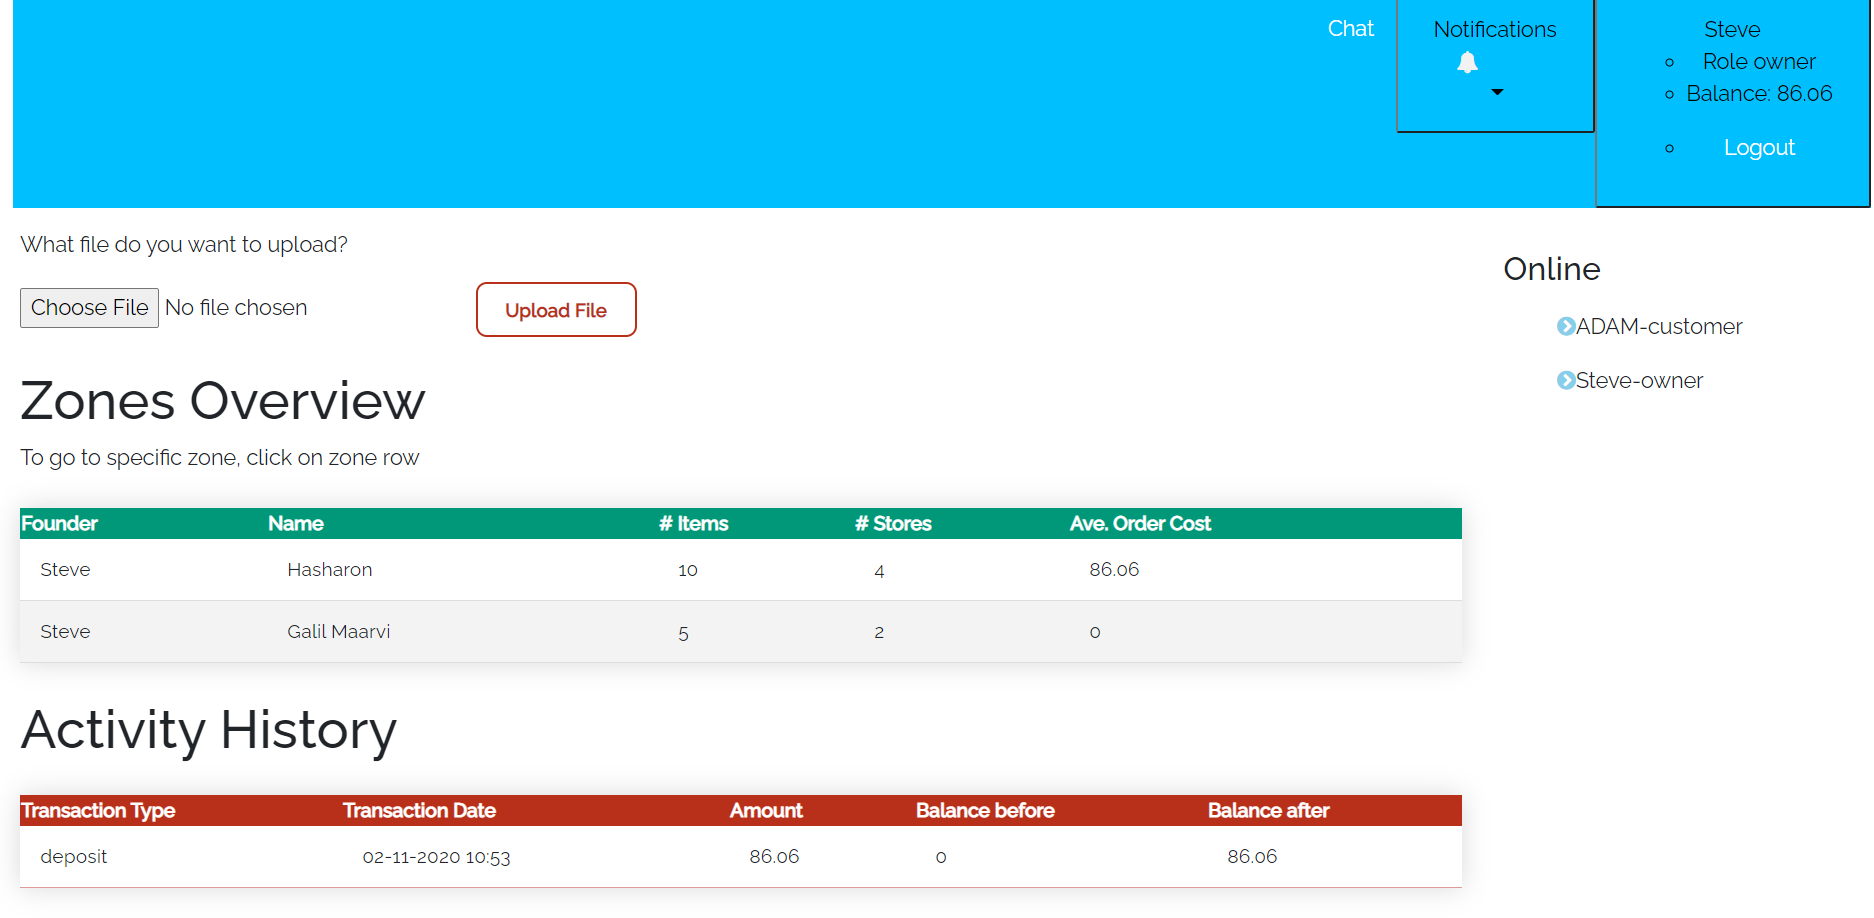 Chat
Notifications
Steve
Role owner
Balance: 86.06
Logout
What file do you want to upload?
Choose File No file chosen
Upload File
Online
ADAM-customer
Steve-owner
Zones Overview
To go to specific zone, click on zone row
Founder Name # Items # Stores Ave. Order Cost
Steve Hasharon 10 4 86.06
Steve Galil Maarvi 5 2 0
Activity History
Transaction Type Transaction Date Amount Balance before Balance after
deposit 02-11-2020 10:53 86.06 0 86.06